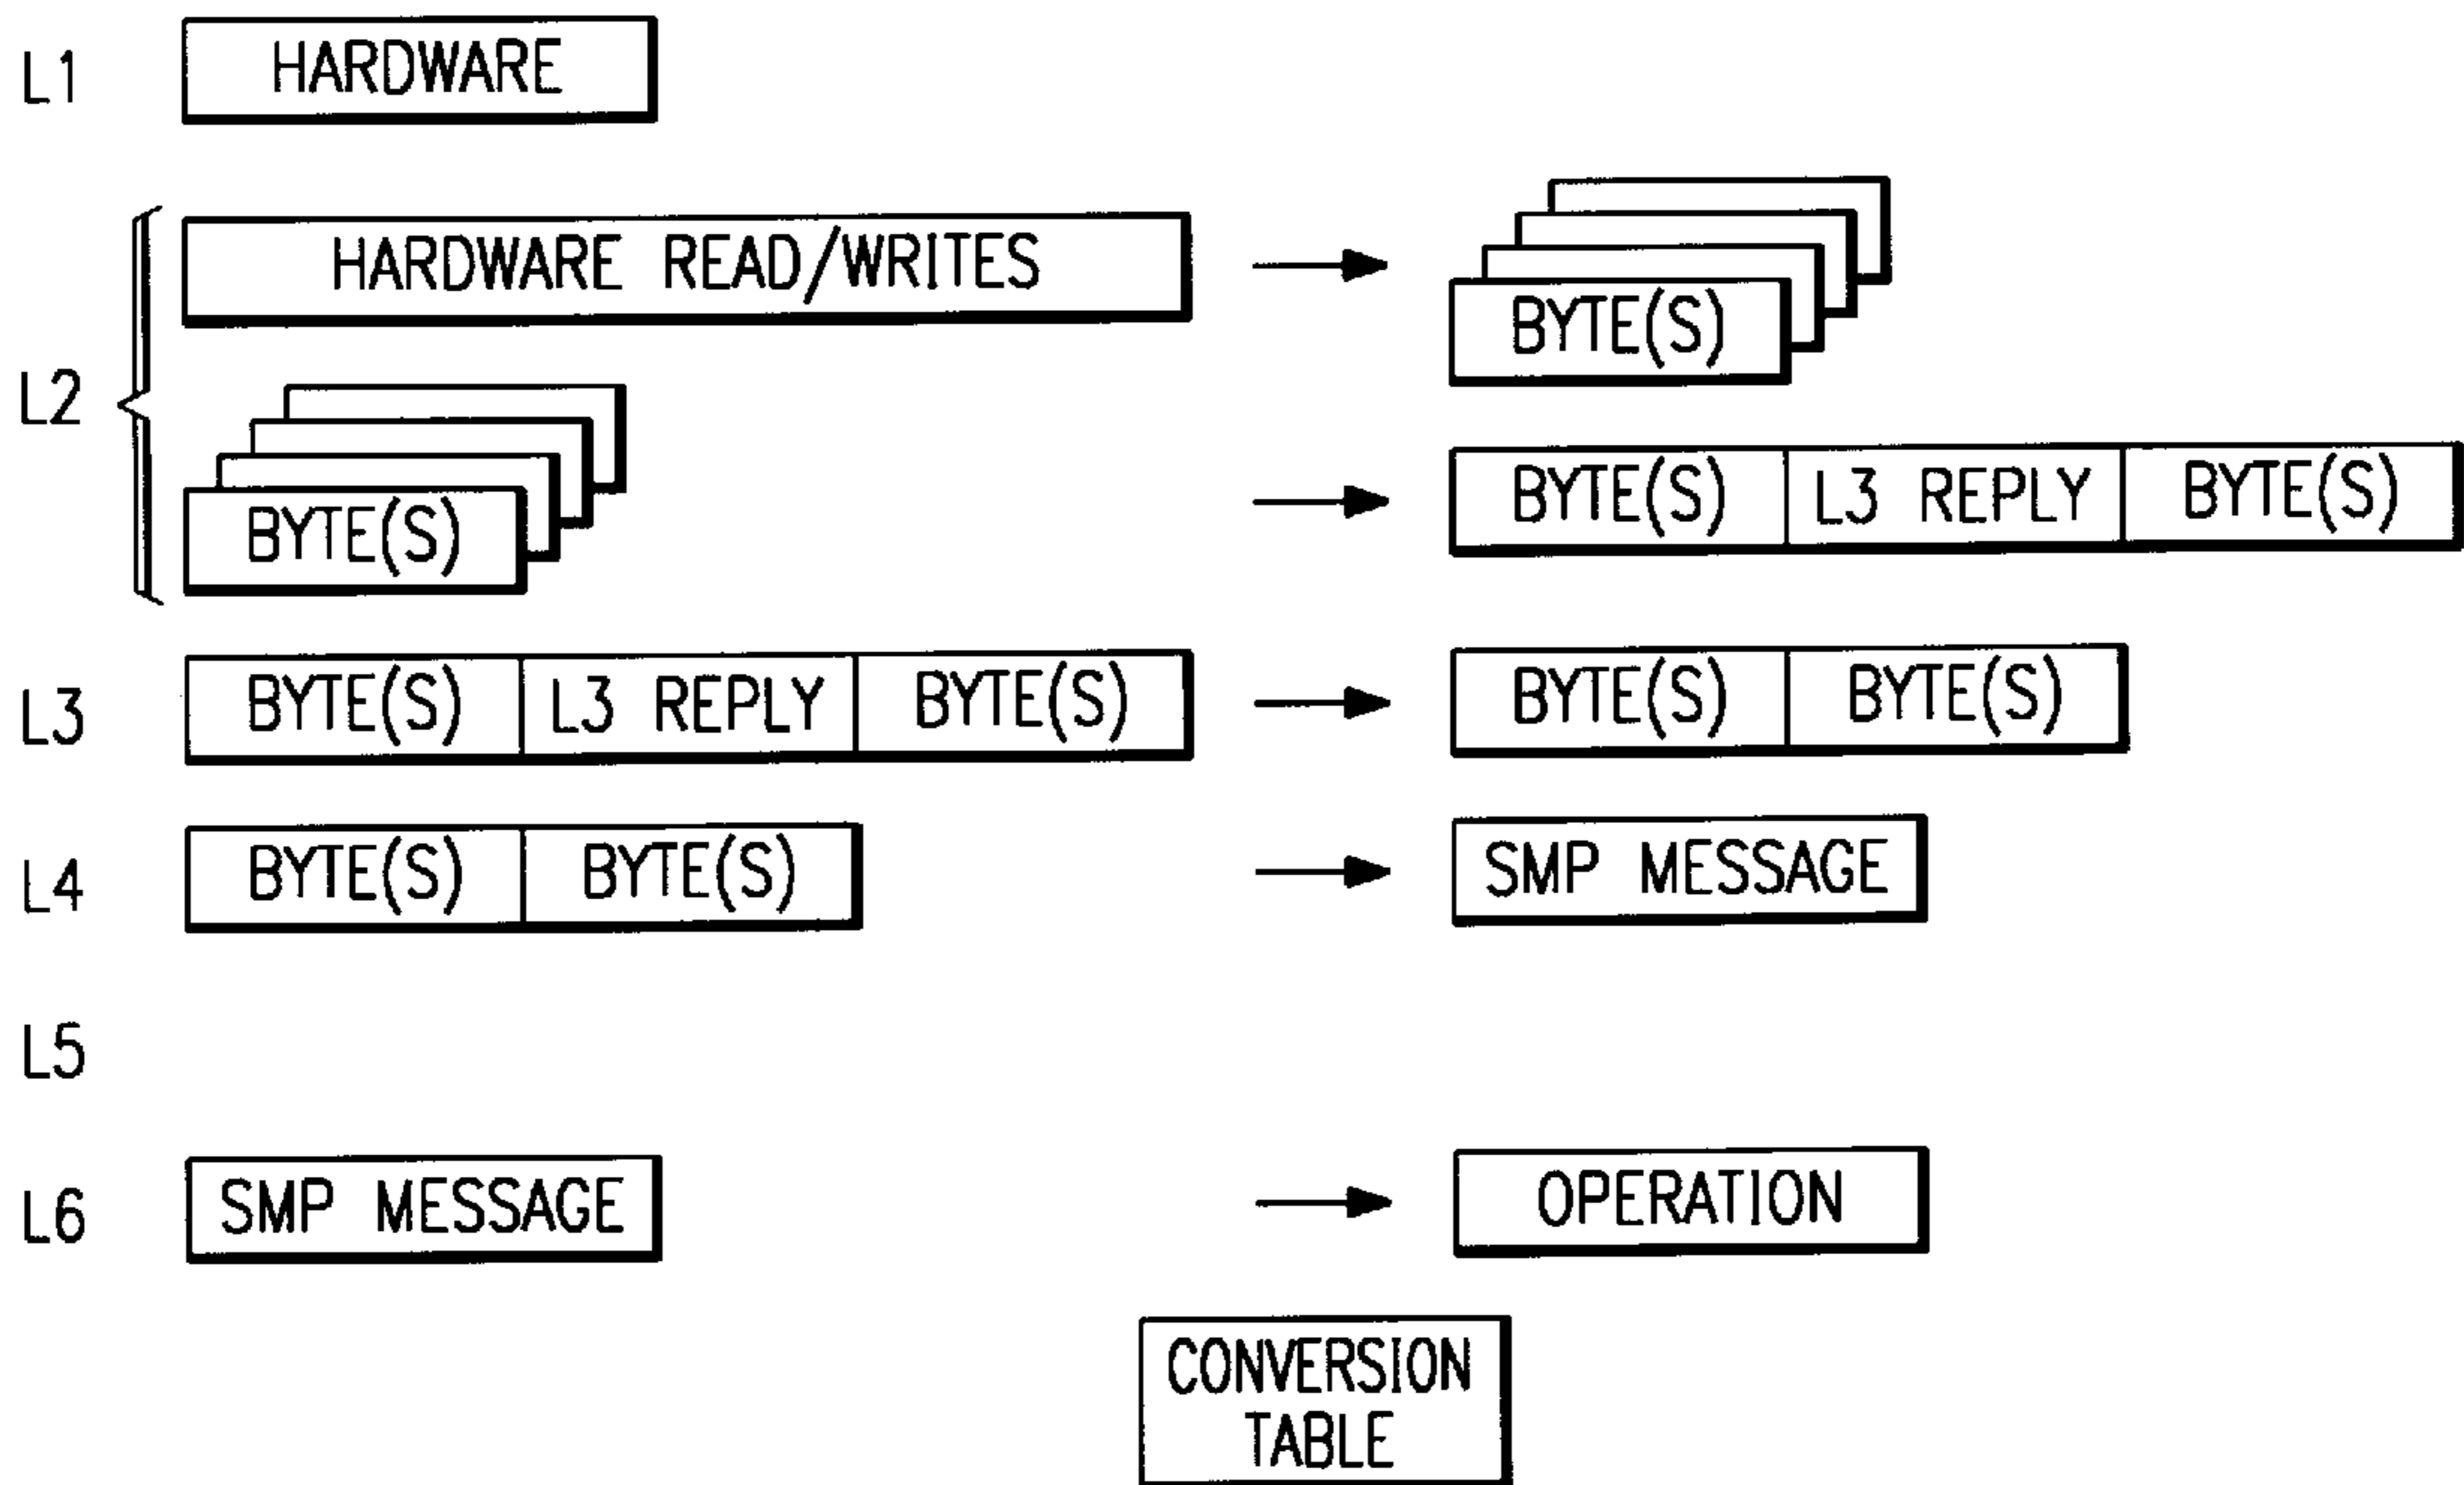 L1 HARDWARE
L2 HARDWARE READ/WRITES BYTE(S)
BYTE(S) BYTE(S) L3 REPLY BYTE(S)
L3 BYTE(S) L3 REPLY BYTE(S) BYTE(S) BYTE(S)
L4 BYTE(S) BYTE(S) SMP MESSAGE
L5
L6 SMP MESSAGE OPERATION
CONVERSION
TABLE